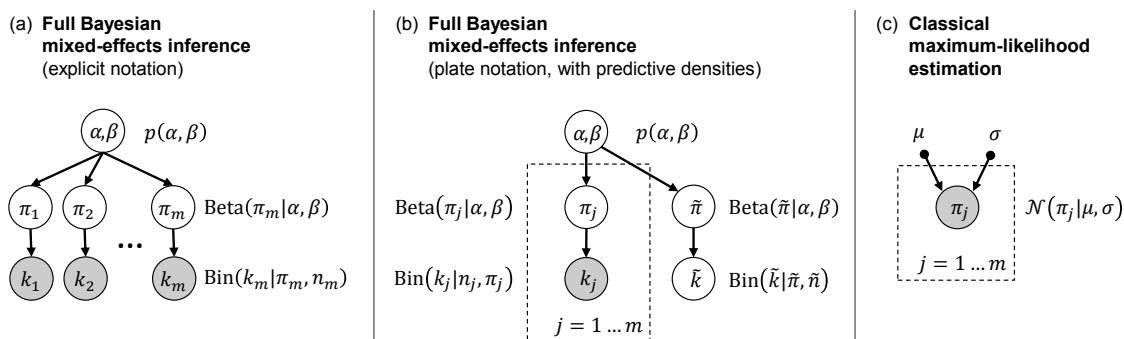 (a) Full Bayesian
mixed-effects inference
(explicit notation)
α,β p(α, β)
π₁ π₂ πₘ Beta(πₘ|α, β)
...
k₁ k₂ kₘ Bin(kₘ|πₘ, nₘ)
(b) Full Bayesian
mixed-effects inference
(plate notation, with predictive densities)
α,β p(α, β)
Beta(πⱼ|α, β) πⱼ π̃ Beta(π̃|α, β)
Bin(kⱼ|nⱼ, πⱼ) kⱼ k̃ Bin(k̃|π̃, ñ)
j = 1 … m
(c) Classical
maximum-likelihood
estimation
μ σ
πⱼ 𝒩(πⱼ|μ, σ)
j = 1 … m